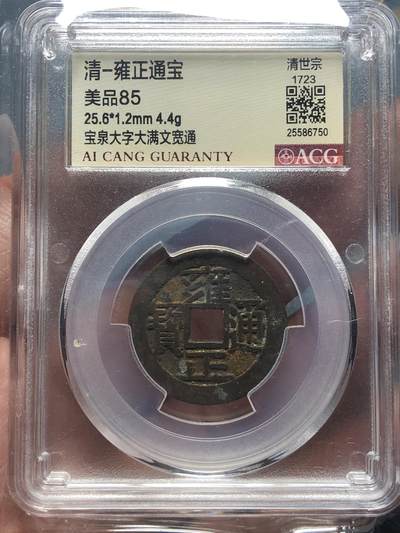 清-雍正通宝
美品85
25.6*1.2mm 4.4g
宝泉大字大满文宽通
AI CANG GUARANTY
清世宗
1723
25586750
ACG
雍正通寶